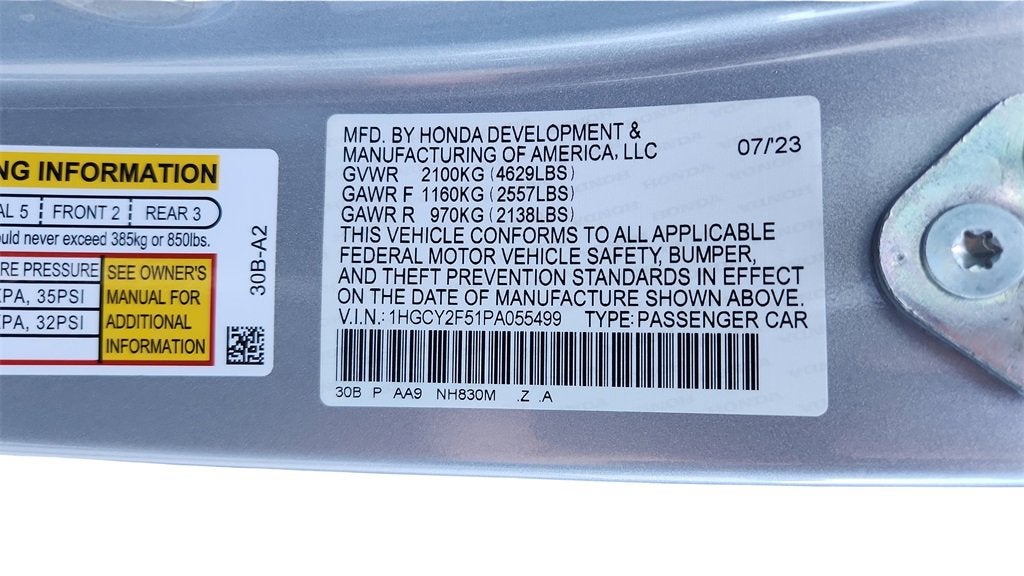 NG INFORMATION
AL 5 FRONT 2 REAR 3
ould never exceed 385kg or 850lbs.
RE PRESSURE
KPA, 35PSI
KPA, 32PSI
SEE OWNER'S
MANUAL FOR
ADDITIONAL
INFORMATION
30B-A2
MFD. BY HONDA DEVELOPMENT &
MANUFACTURING OF AMERICA, LLC
07/'23
GVWR 2100KG (4629LBS)
GAWR F 1160KG (2557LBS)
GAWR R 970KG (2138LBS)
THIS VEHICLE CONFORMS TO ALL APPLICABLE
FEDERAL MOTOR VEHICLE SAFETY, BUMPER,
AND THEFT PREVENTION STANDARDS IN EFFECT
ON THE DATE OF MANUFACTURE SHOWN ABOVE.
V.I.N.: 1HGCY2F51PA055499 TYPE: PASSENGER CAR
30B P AA9 NH830M .Z .A